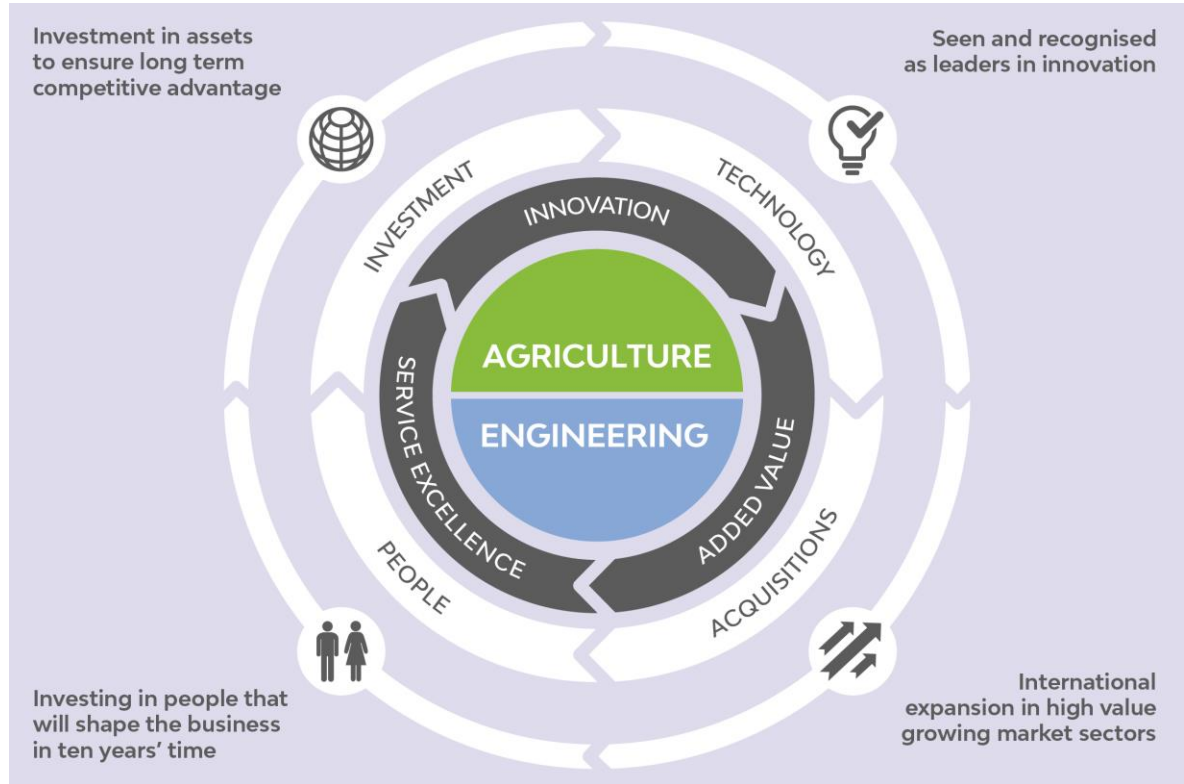 Investment in assets
to ensure long term
competitive advantage
Seen and recognised
as leaders in innovation
INVESTMENT
TECHNOLOGY
INNOVATION
AGRICULTURE
ENGINEERING
SERVICE EXCELLENCE
ADDED VALUE
PEOPLE
ACQUISITIONS
Investing in people that
will shape the business
in ten years’ time
International
expansion in high value
growing market sectors